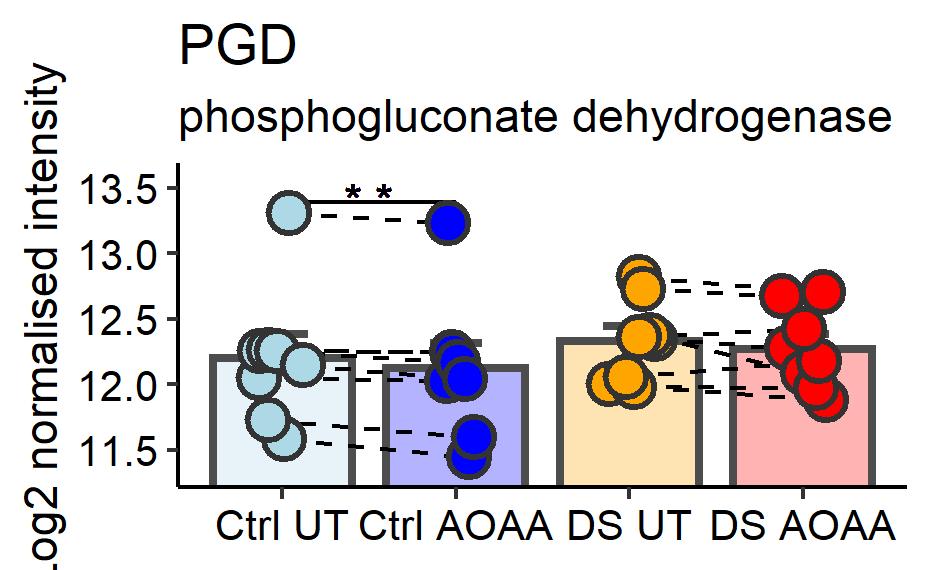 PGD
phosphogluconate dehydrogenase
Log2 normalised intensity
13.5
**
13.0
12.5
12.0
11.5
Ctrl UT Ctrl AOAA DS UT DS AOAA